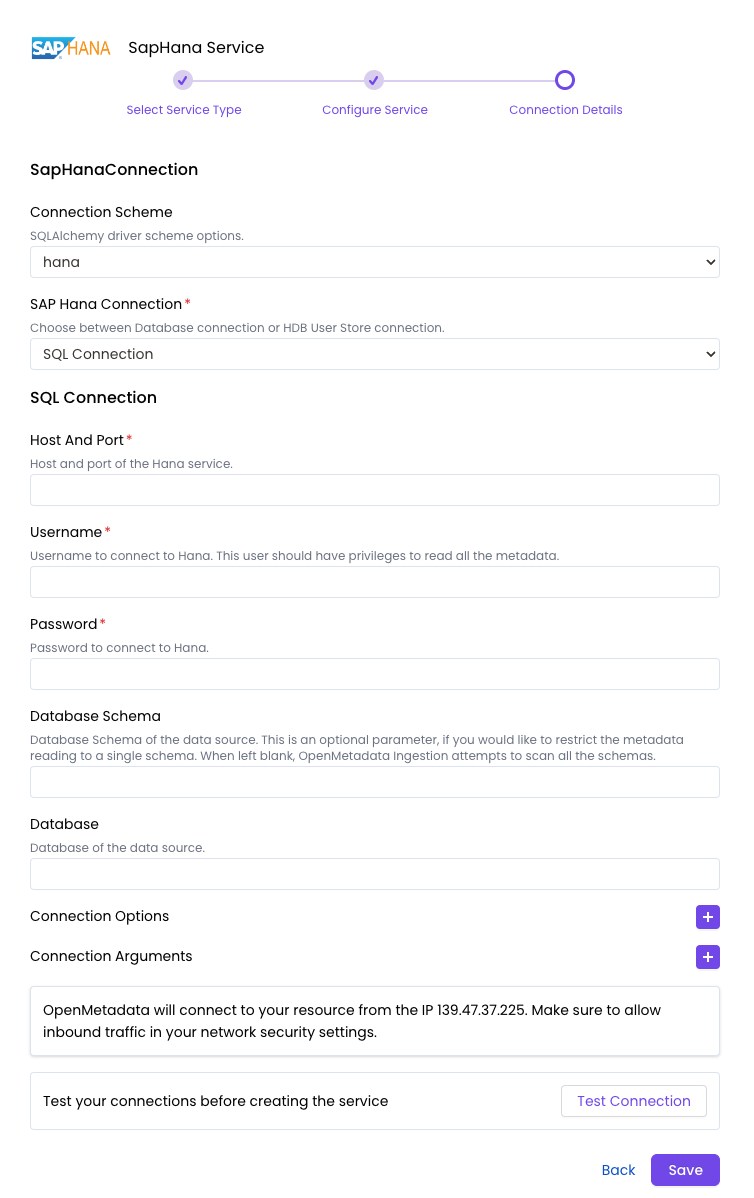 SAP HANA SapHana Service
Select Service Type Configure Service Connection Details
SapHanaConnection
Connection Scheme
SQLAlchemy driver scheme options.
hana
SAP Hana Connection*
Choose between Database connection or HDB User Store connection.
SQL Connection
SQL Connection
Host And Port*
Host and port of the Hana service.
Username*
Username to connect to Hana. This user should have privileges to read all the metadata.
Password*
Password to connect to Hana.
Database Schema
Database Schema of the data source. This is an optional parameter, if you would like to restrict the metadata
reading to a single schema. When left blank, OpenMetadata Ingestion attempts to scan all the schemas.
Database
Database of the data source.
Connection Options
Connection Arguments
OpenMetadata will connect to your resource from the IP 139.47.37.225. Make sure to allow
inbound traffic in your network security settings.
Test your connections before creating the service Test Connection
Back Save